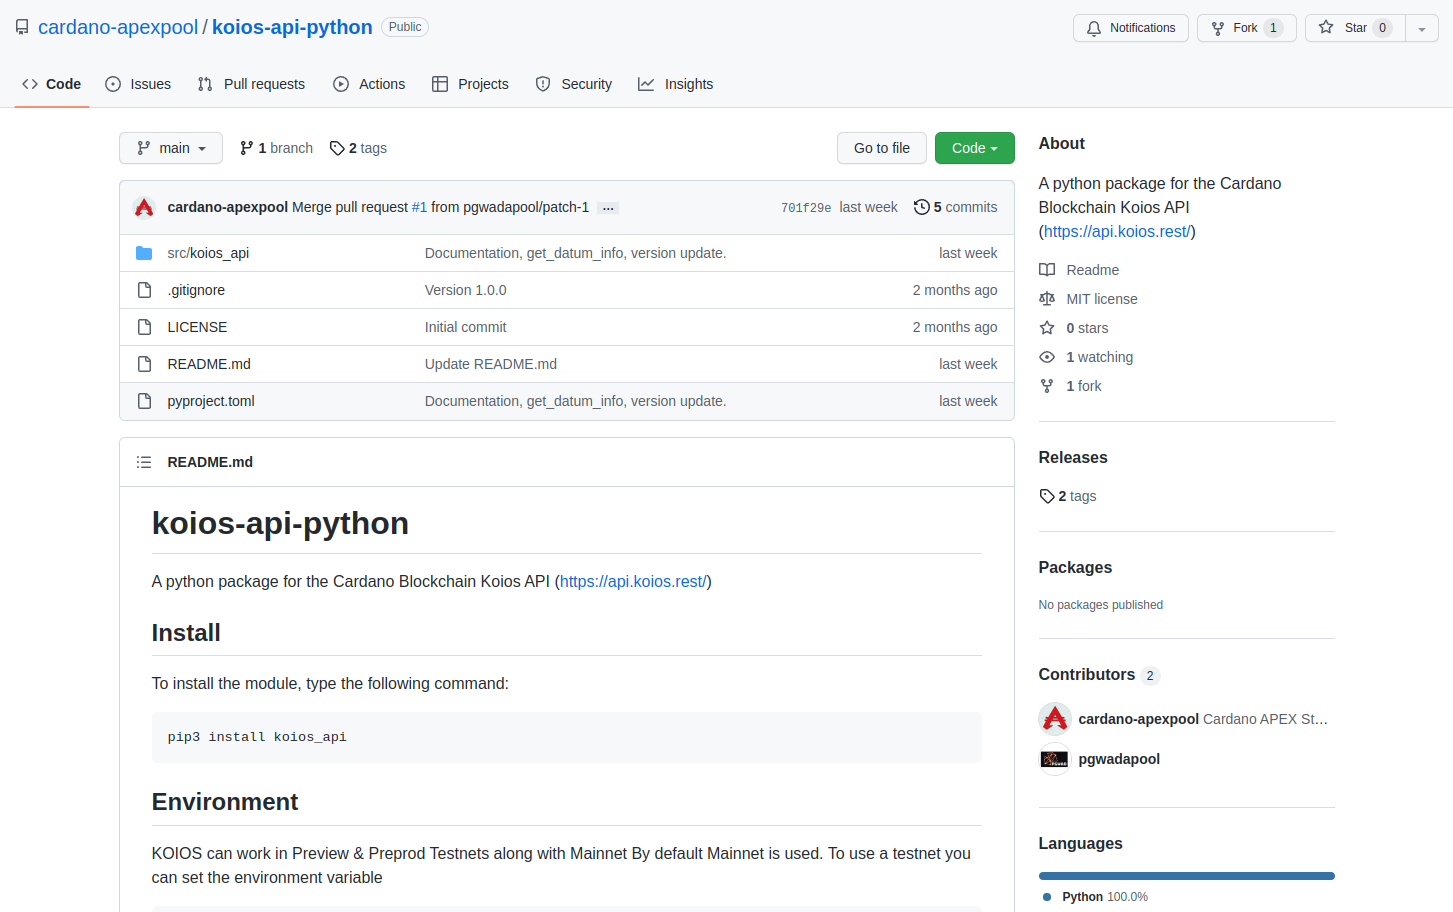 cardano-apexpool / koios-api-python Public
Notifications Fork 1 Star 0
Code Issues Pull requests Actions Projects Security Insights
main 1 branch 2 tags Go to file Code
cardano-apexpool Merge pull request #1 from pgwadapool/patch-1 ... 701f29e last week 5 commits
src/koios_api Documentation, get_datum_info, version update. last week
.gitignore Version 1.0.0 2 months ago
LICENSE Initial commit 2 months ago
README.md Update README.md last week
pyproject.toml Documentation, get_datum_info, version update. last week
README.md
koios-api-python
A python package for the Cardano Blockchain Koios API (https://api.koios.rest/)
Install
To install the module, type the following command:
pip3 install koios_api
Environment
KOIOS can work in Preview & Preprod Testnets along with Mainnet By default Mainnet is used. To use a testnet you
can set the environment variable
About
A python package for the Cardano
Blockchain Koios API
(https://api.koios.rest/)
Readme
MIT license
0 stars
1 watching
1 fork
Releases
2 tags
Packages
No packages published
Contributors 2
cardano-apexpool Cardano APEX St...
pgwadapool
Languages
Python 100.0%